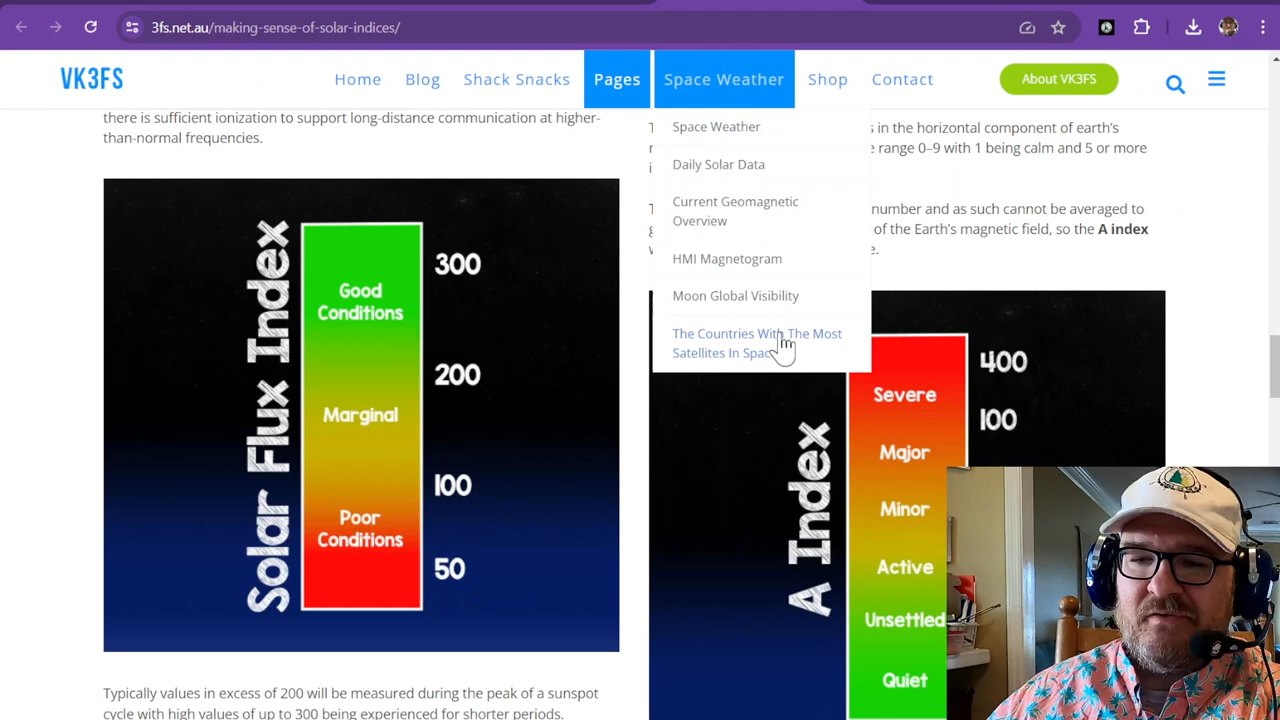 3fs.net.au/making-sense-of-solar-indices/
VK3FS
Home
Blog
Shack Snacks
Pages
Space Weather
Shop
Contact
About VK3FS
there is sufficient ionization to support long-distance communication at higher-
than-normal frequencies.
Space Weather
Daily Solar Data
Current Geomagnetic
Overview
HMI Magnetogram
Moon Global Visibility
The Countries With The Most
Satellites In Spac
s in the horizontal component of earth's
e range 0–9 with 1 being calm and 5 or more
number and as such cannot be averaged to
of the Earth's magnetic field, so the A index
Solar Flux Index
Good
Conditions
Marginal
Poor
Conditions
300
200
100
50
A Index
Severe
Major
Minor
Active
Unsettled
Quiet
400
100
Typically values in excess of 200 will be measured during the peak of a sunspot
cycle with high values of up to 300 being experienced for shorter periods.